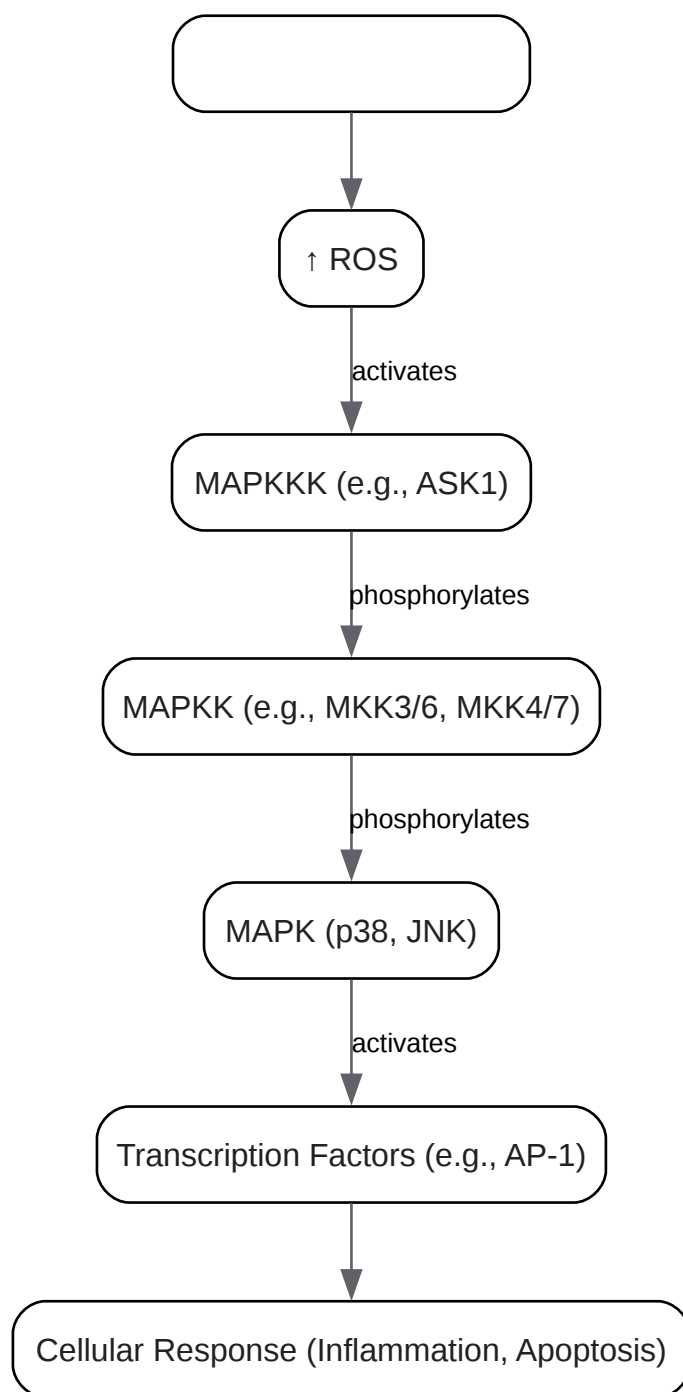 ↑ ROS
activates
MAPKKK (e.g., ASK1)
phosphorylates
MAPKK (e.g., MKK3/6, MKK4/7)
phosphorylates
MAPK (p38, JNK)
activates
Transcription Factors (e.g., AP-1)
Cellular Response (Inflammation, Apoptosis)